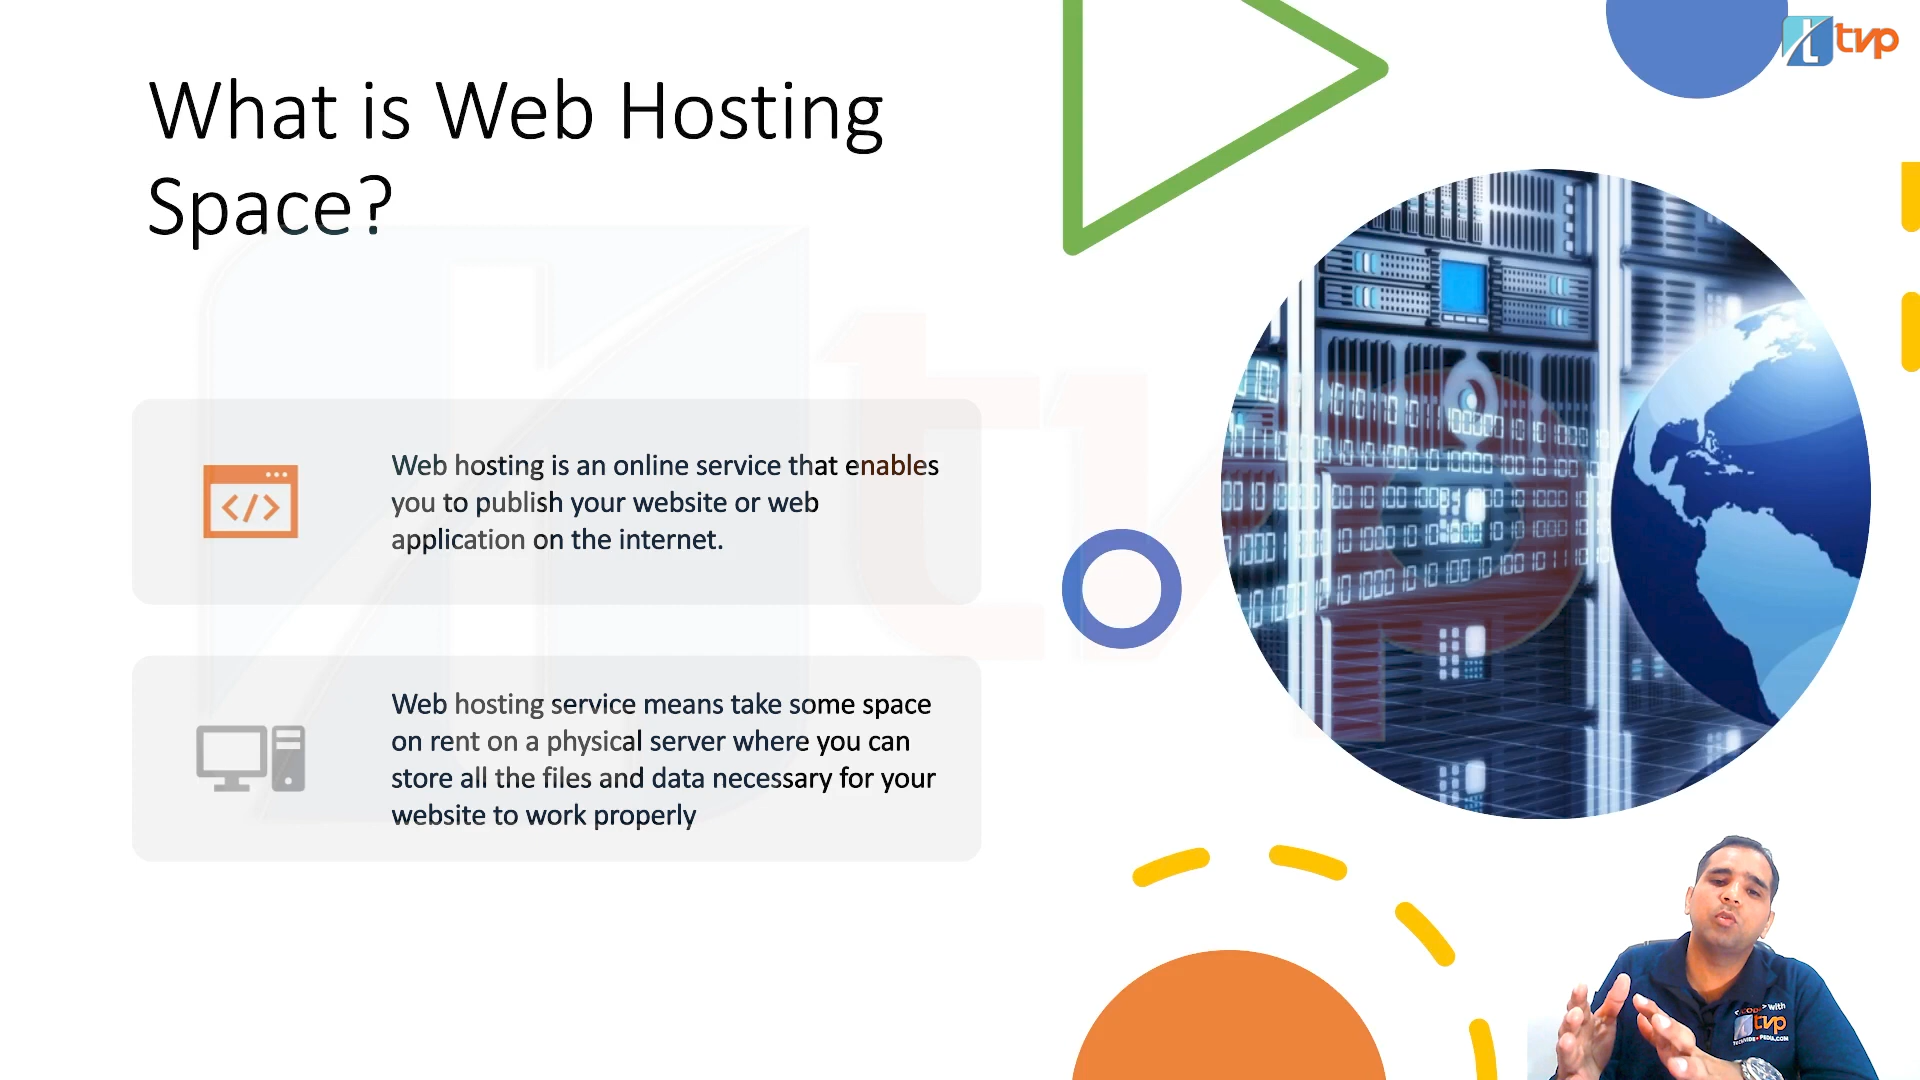 What is Web Hosting
Space?
tvp
Web hosting is an online service that enables
you to publish your website or web
application on the internet.
Web hosting service means take some space
on rent on a physical server where you can
store all the files and data necessary for your
website to work properly
with
tvp